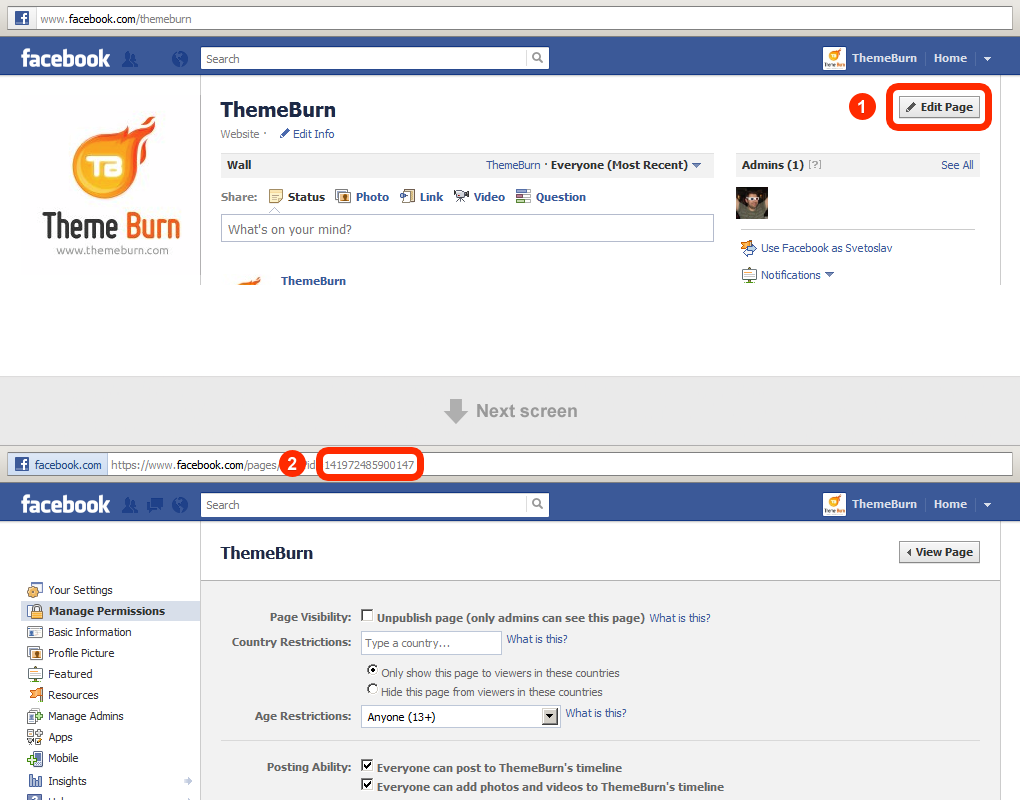 www.facebook.com/themeburn
facebook Search ThemeBurn Home
ThemeBurn 1 Edit Page
Website · Edit Info
Wall ThemeBurn · Everyone (Most Recent) Admins (1) [?] See All
Share: Status Photo Link Video Question
What's on your mind?
TB
Theme Burn
www.themeburn.com
Use Facebook as Svetoslav
Notifications
ThemeBurn
Next screen
facebook.com https://www.facebook.com/pages/ 2 id 141972485900147
facebook Search ThemeBurn Home
ThemeBurn View Page
Your Settings
Manage Permissions
Basic Information
Profile Picture
Featured
Resources
Manage Admins
Apps
Mobile
Insights
Page Visibility: Unpublish page (only admins can see this page) What is this?
Country Restrictions: Type a country... What is this?
Only show this page to viewers in these countries
Hide this page from viewers in these countries
Age Restrictions: Anyone (13+) What is this?
Posting Ability: Everyone can post to ThemeBurn's timeline
Everyone can add photos and videos to ThemeBurn's timeline